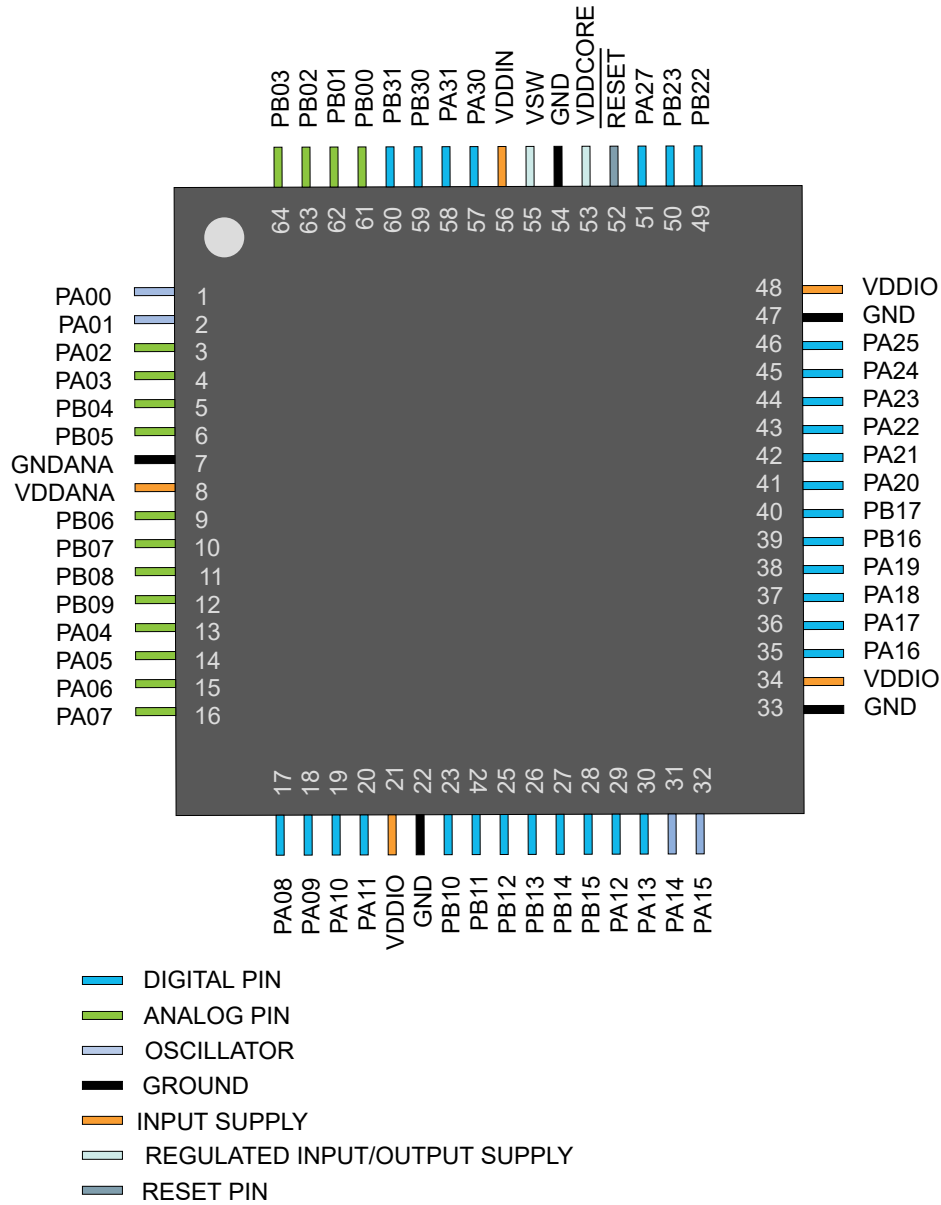 PB03
PB02
PB01
PB00
PB31
PB30
PA31
PA30
VDDIN
VSW
GND
VDDCORE
RESET
PA27
PB23
PB22
64
63
62
61
60
59
58
57
56
55
54
53
52
51
50
49
PA00 1
PA01 2
PA02 3
PA03 4
PB04 5
PB05 6
GNDANA 7
VDDANA 8
PB06 9
PB07 10
PB08 11
PB09 12
PA04 13
PA05 14
PA06 15
PA07 16
48 VDDIO
47 GND
46 PA25
45 PA24
44 PA23
43 PA22
42 PA21
41 PA20
40 PB17
39 PB16
38 PA19
37 PA18
36 PA17
35 PA16
34 VDDIO
33 GND
17
18
19
20
21
22
23
24
25
26
27
28
29
30
31
32
PA08
PA09
PA10
PA11
VDDIO
GND
PB10
PB11
PB12
PB13
PB14
PB15
PA12
PA13
PA14
PA15
DIGITAL PIN
ANALOG PIN
OSCILLATOR
GROUND
INPUT SUPPLY
REGULATED INPUT/OUTPUT SUPPLY
RESET PIN